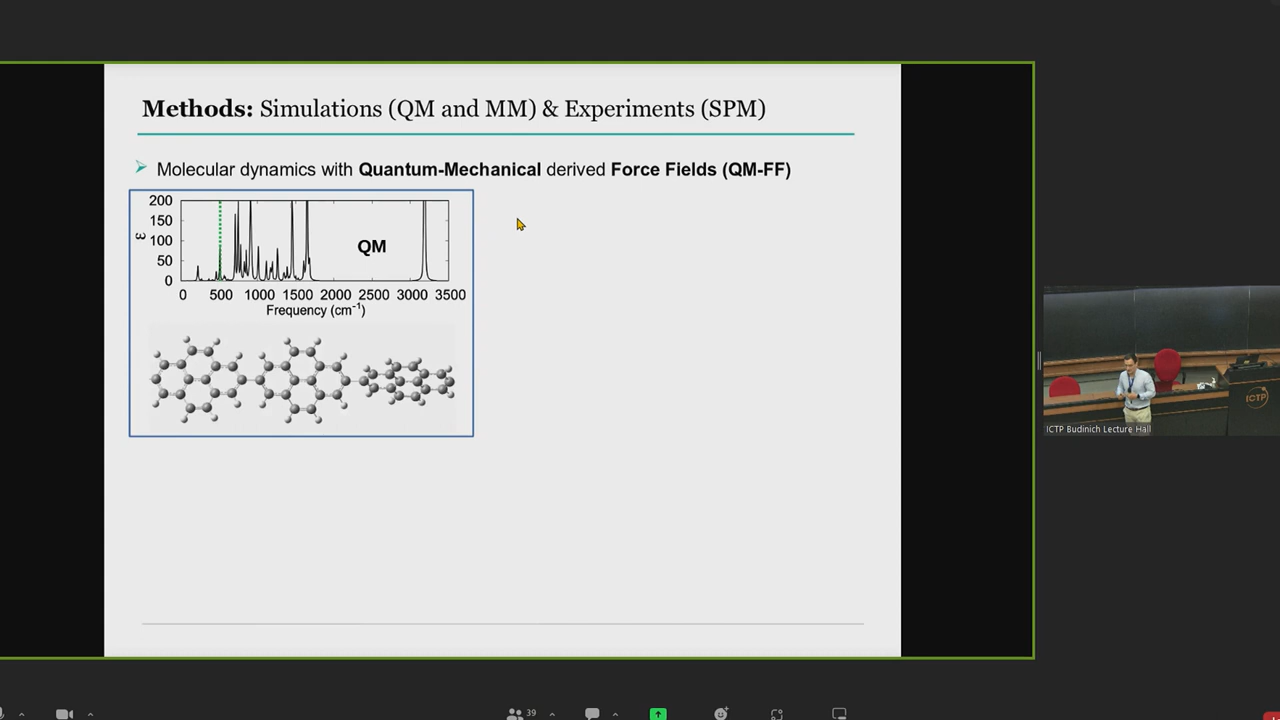 Methods: Simulations (QM and MM) & Experiments (SPM)
Molecular dynamics with Quantum-Mechanical derived Force Fields (QM-FF)
200
150
100
50
0
ε
QM
0 500 1000 1500 2000 2500 3000 3500
Frequency (cm⁻¹)
ICTP
ICTP Budinich Lecture Hall
39